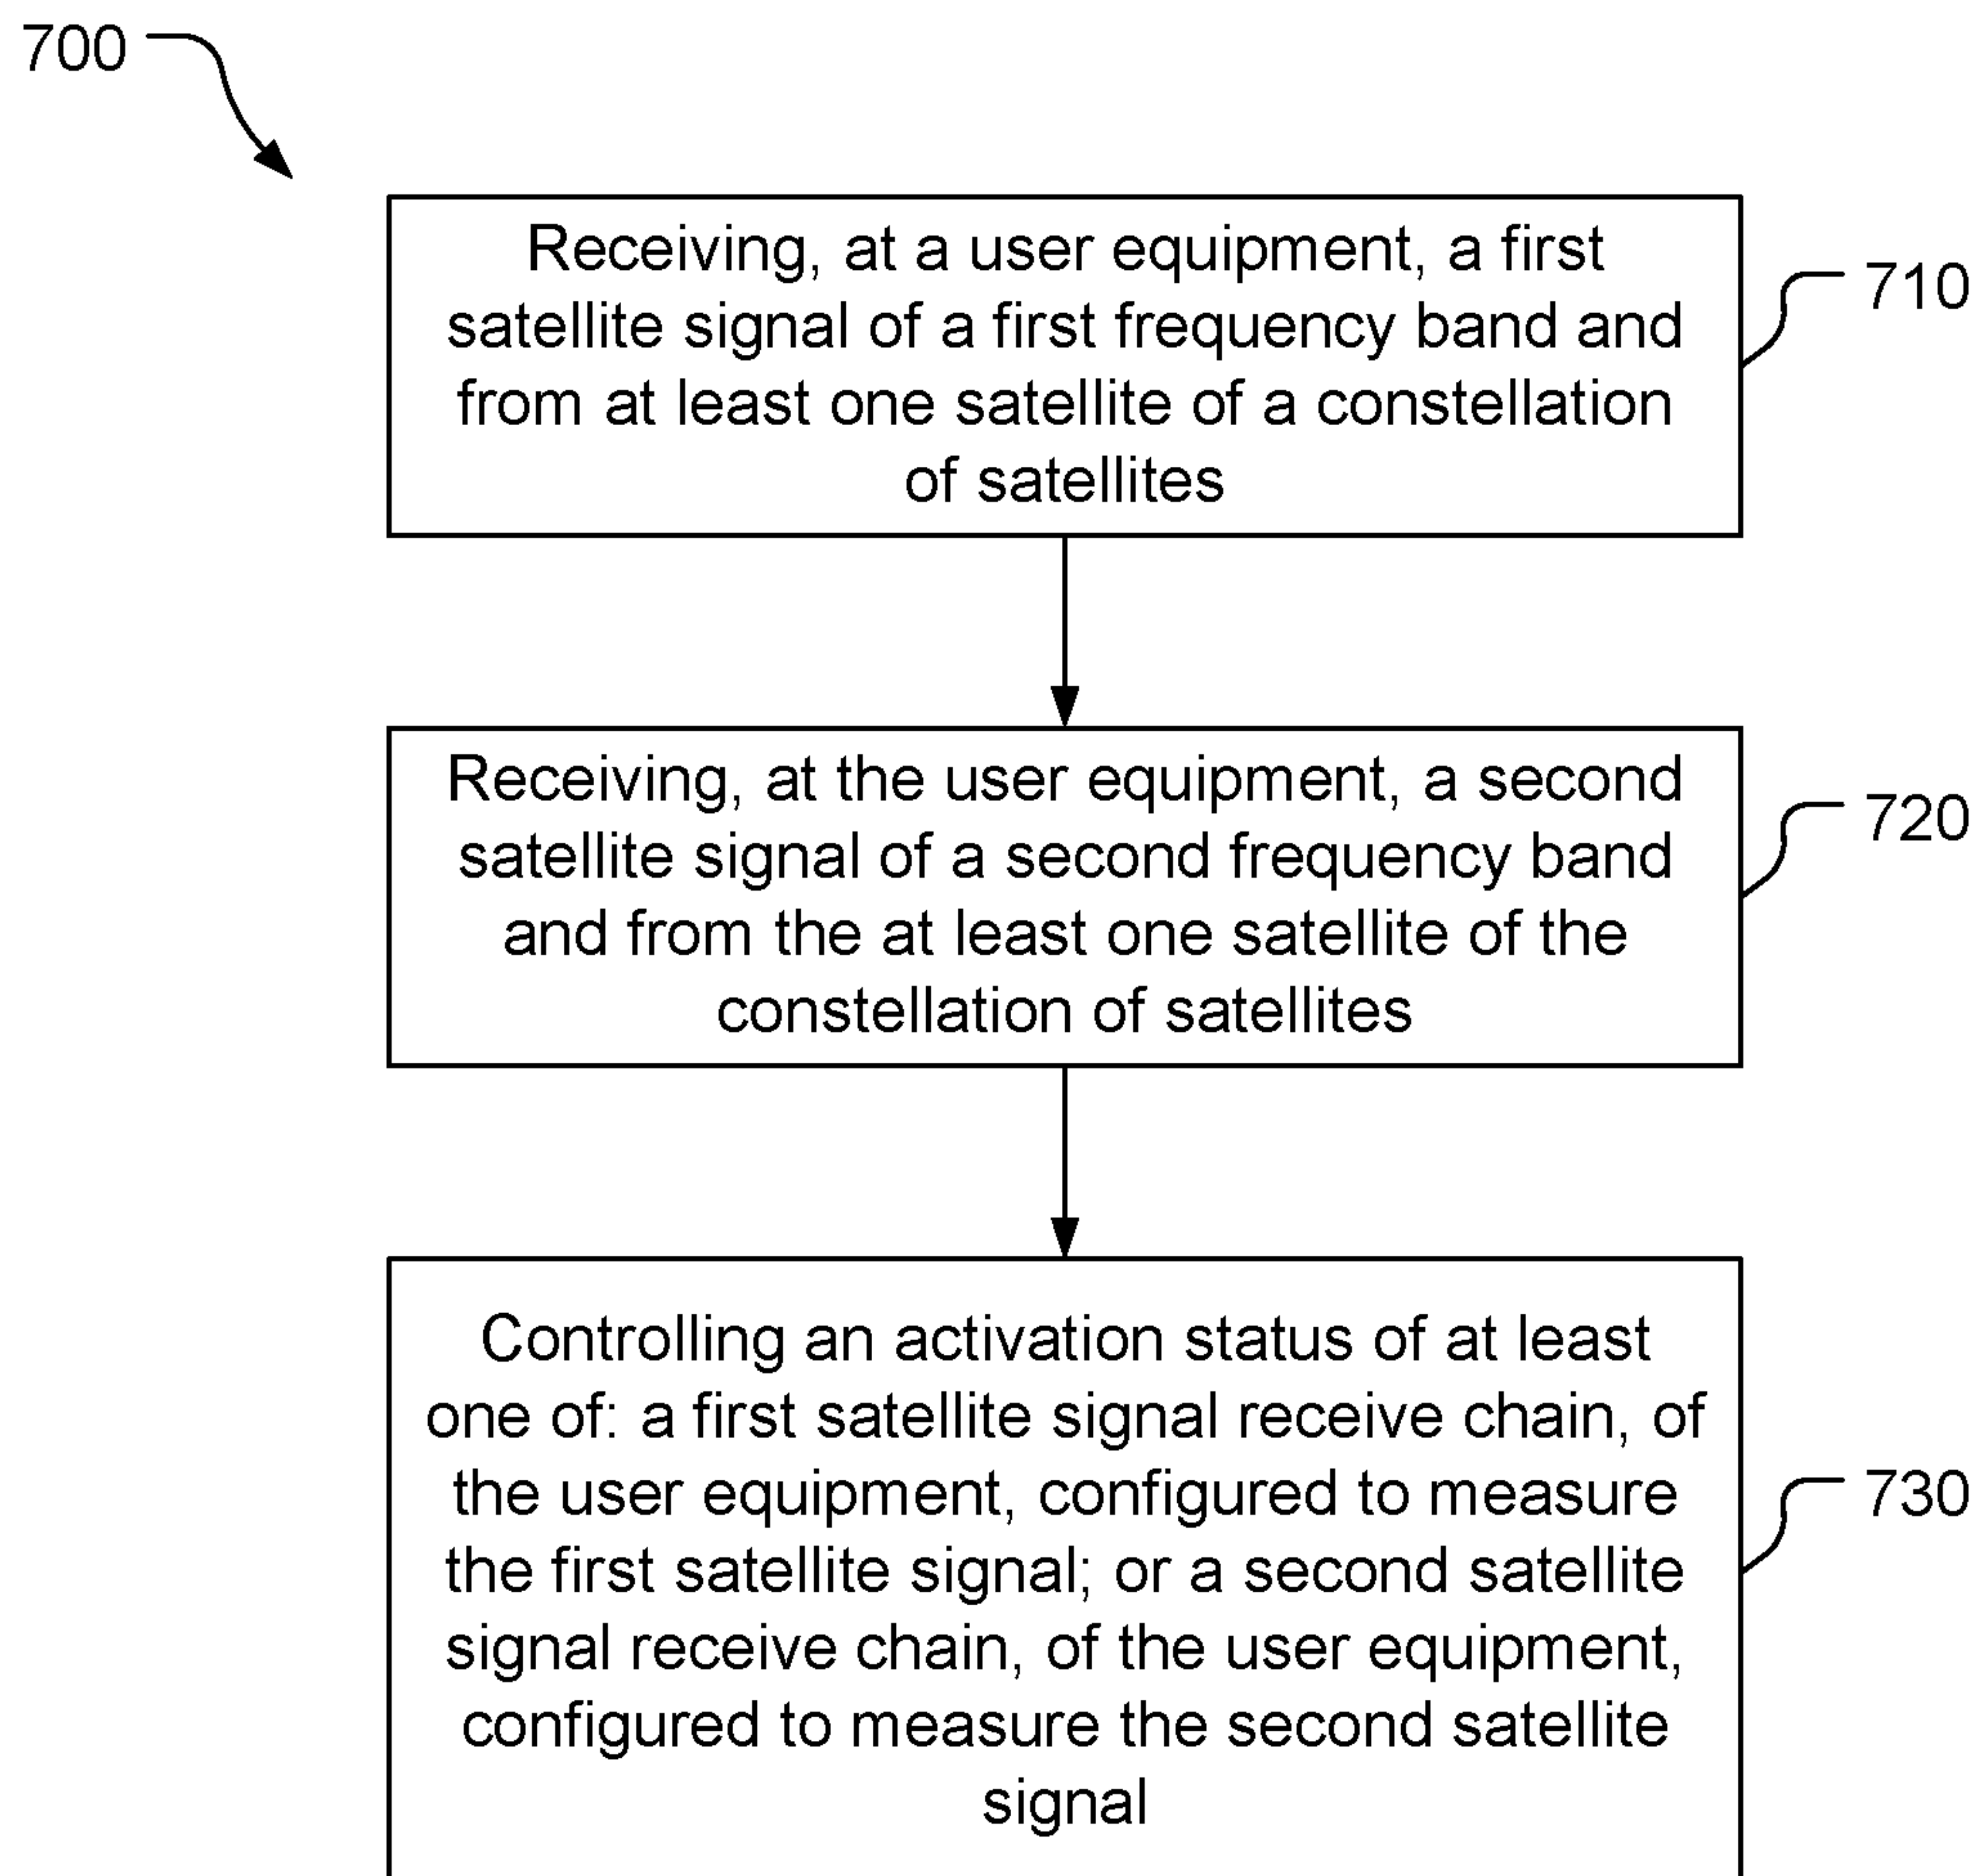 700
Receiving, at a user equipment, a first
satellite signal of a first frequency band and
from at least one satellite of a constellation
of satellites
710
Receiving, at the user equipment, a second
satellite signal of a second frequency band
and from the at least one satellite of the
constellation of satellites
720
Controlling an activation status of at least
one of: a first satellite signal receive chain, of
the user equipment, configured to measure
the first satellite signal; or a second satellite
signal receive chain, of the user equipment,
configured to measure the second satellite
signal
730